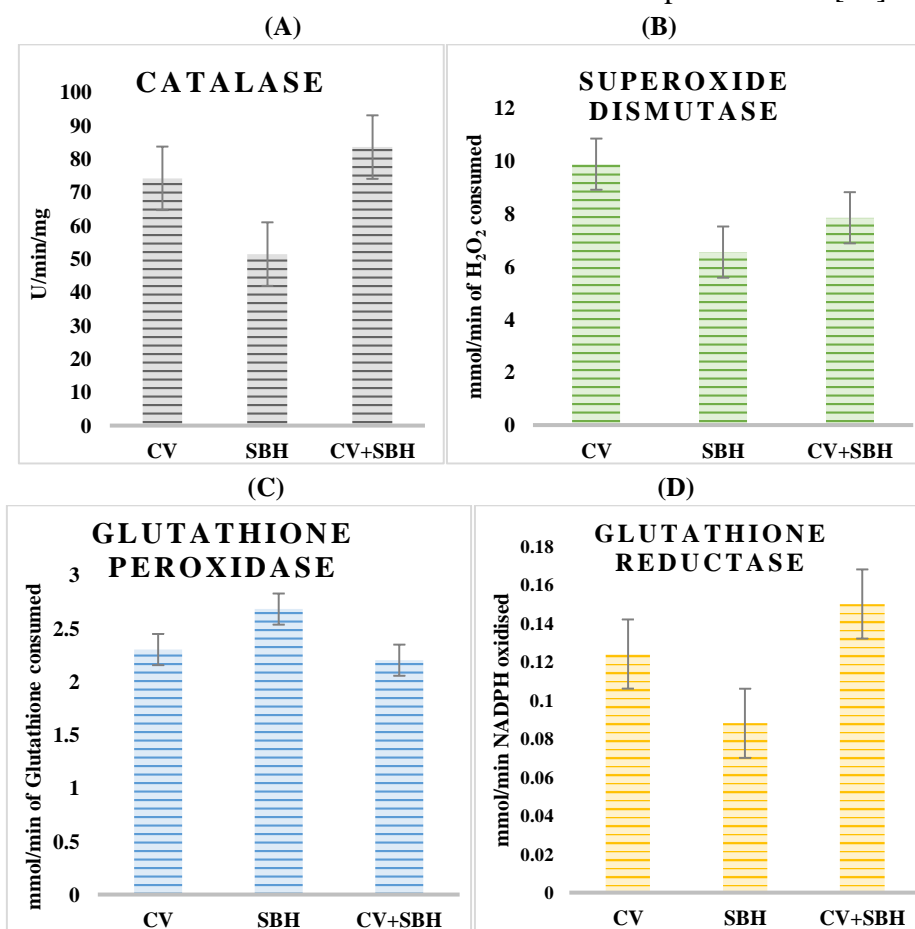 (A)
CATALASE
U/min/mg
100
90
80
70
60
50
40
30
20
10
0
CV SBH CV+SBH
(B)
SUPEROXIDE
DISMUTASE
mmol/min of H₂O₂ consumed
12
10
8
6
4
2
0
CV SBH CV+SBH
(C)
GLUTATHIONE
PEROXIDASE
mmol/min of Glutathione consumed
3
2.5
2
1.5
1
0.5
0
CV SBH CV+SBH
(D)
GLUTATHIONE
REDUCTASE
mmol/min NADPH oxidised
0.18
0.16
0.14
0.12
0.1
0.08
0.06
0.04
0.02
0
CV SBH CV+SBH